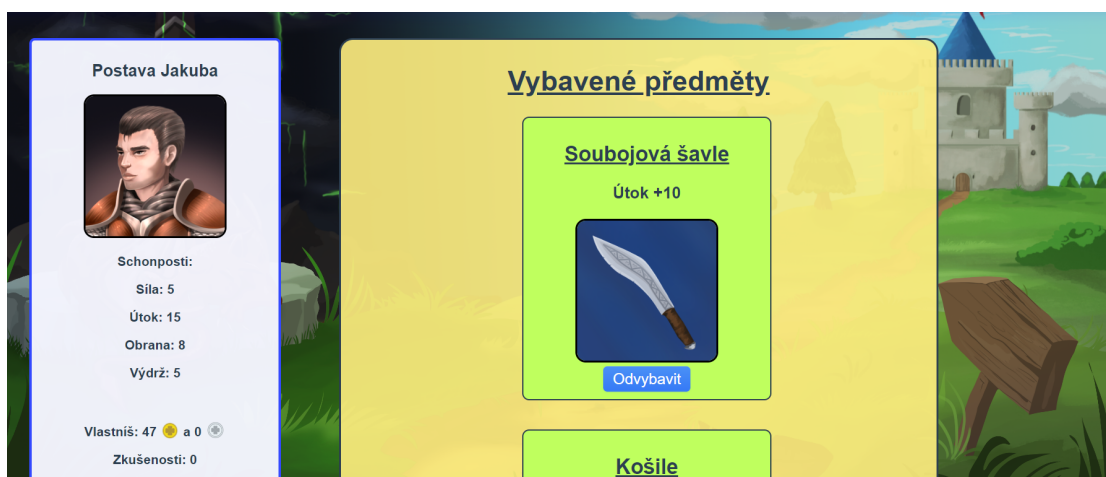 Postava Jakuba
Schonposti:
Síla: 5
Útok: 15
Obrana: 8
Výdrž: 5
Vlastníš: 47 a 0
Zkušenosti: 0
Vybavené předměty
Soubojová šavle
Útok +10
Odvybavit
Košile